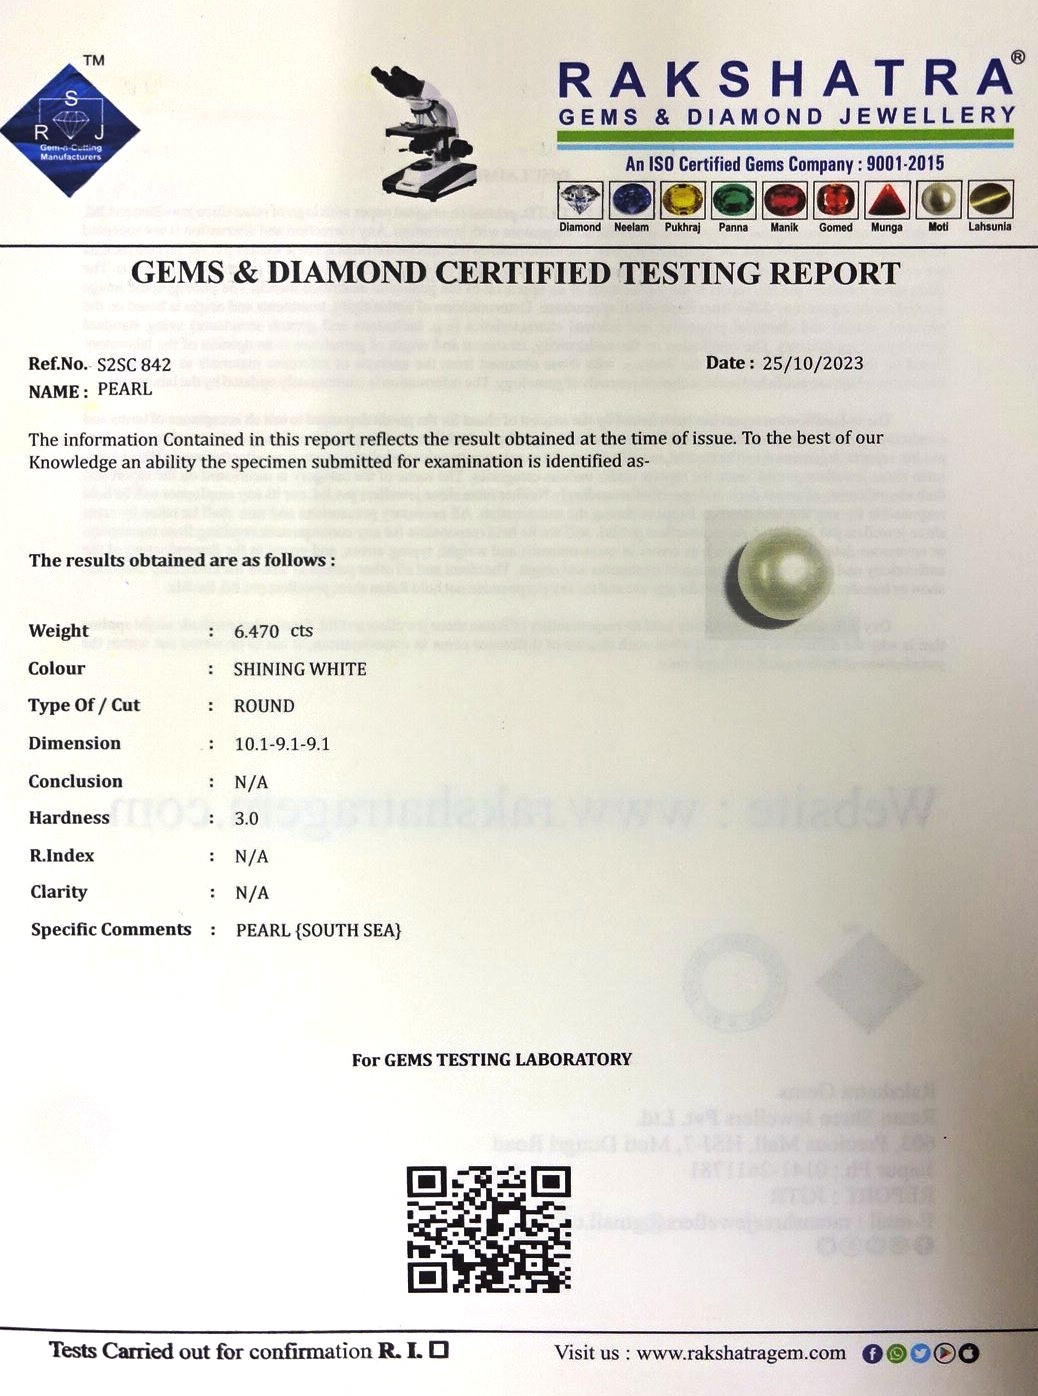 TM
S
R J
Gem-n-Cutting
Manufacturers
RAKSHATRA®
GEMS & DIAMOND JEWELLERY
An ISO Certified Gems Company : 9001-2015
Diamond Neelam Pukhraj Panna Manik Gomed Munga Moti Lahsunia
GEMS & DIAMOND CERTIFIED TESTING REPORT
Ref.No. S2SC 842 Date : 25/10/2023
NAME : PEARL
The information Contained in this report reflects the result obtained at the time of issue. To the best of our
Knowledge an ability the specimen submitted for examination is identified as-
The results obtained are as follows :
Weight : 6.470 cts
Colour : SHINING WHITE
Type Of / Cut : ROUND
Dimension : 10.1-9.1-9.1
Conclusion : N/A
Hardness : 3.0
R.Index : N/A
Clarity : N/A
Specific Comments : PEARL {SOUTH SEA}
For GEMS TESTING LABORATORY
Tests Carried out for confirmation R. I. ☐ Visit us : www.rakshatragem.com